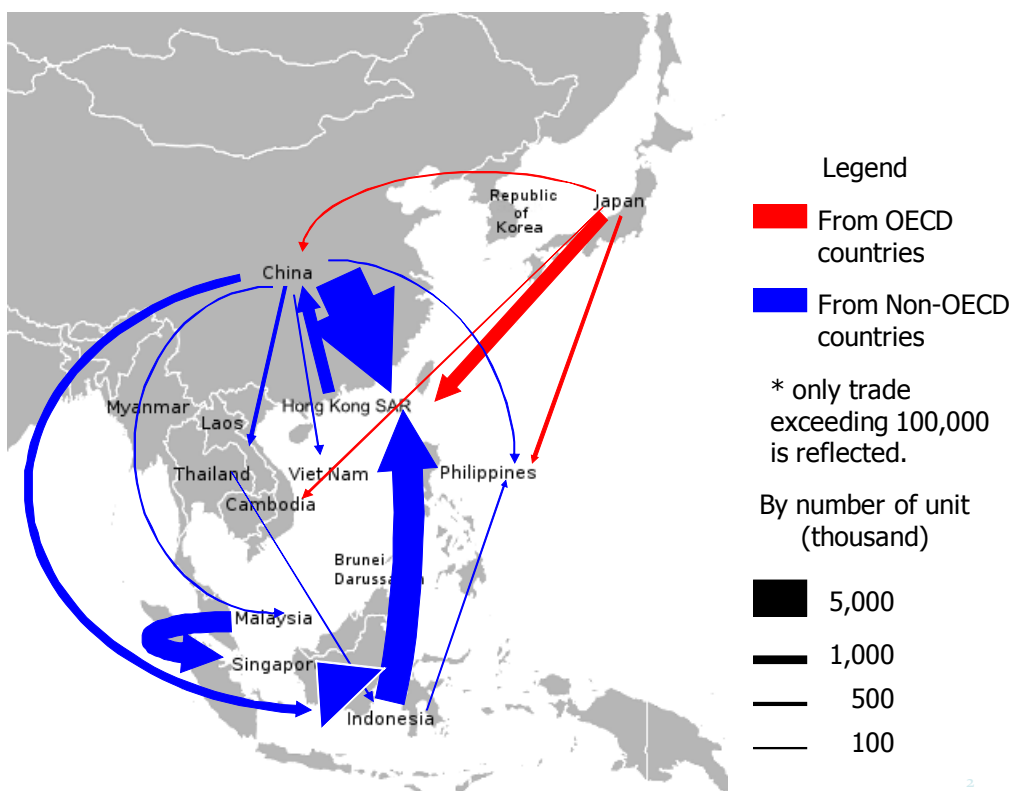 Republic
of
Korea
Japan
China
Myanmar
Laos
Hong Kong SAR
Thailand
Viet Nam
Philippines
Cambodia
Brunei
Malaysia
Indonesia
Legend
From OECD
countries
From Non-OECD
countries
* only trade
exceeding 100,000
is reflected.
By number of unit
(thousand)
5,000
1,000
500
100
2